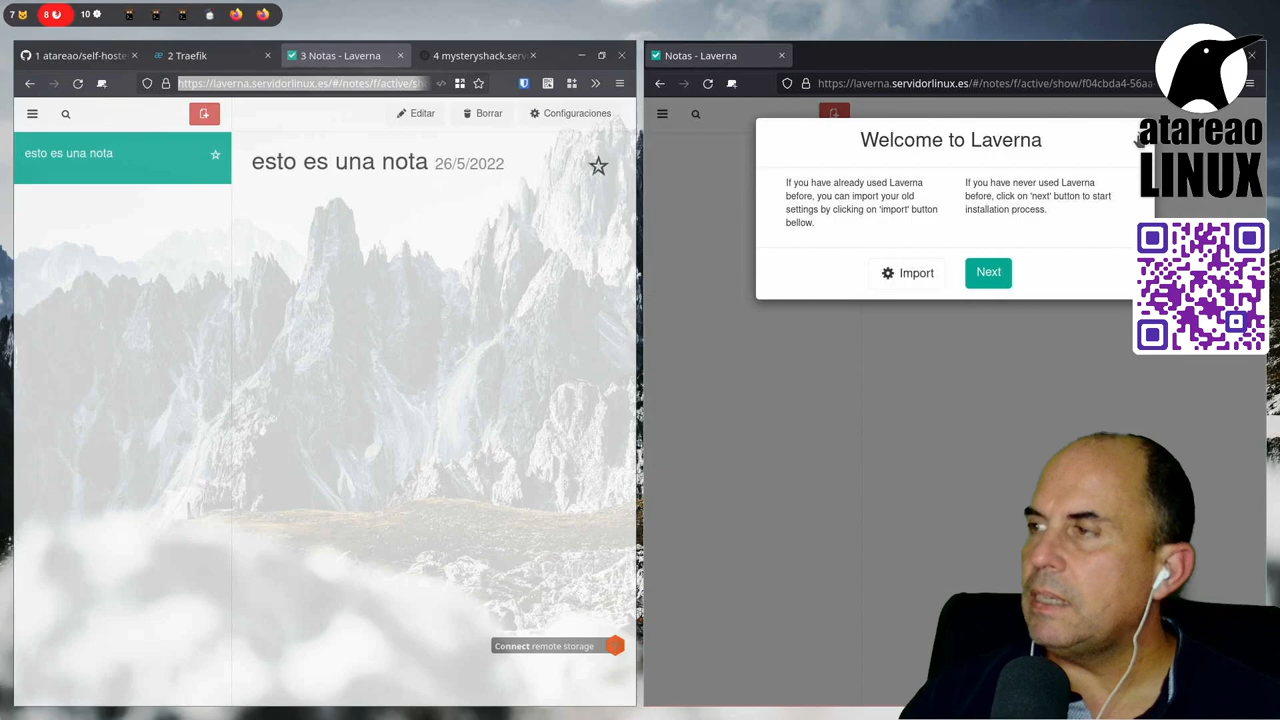 7
8
10
1 atareao/self-hoste
2 Traefik
3 Notas - Laverna
4 mysteryshack.serv
https://laverna.servidorlinux.es/#/notes/f/active/s
Editar
Borrar
Configuraciones
esto es una nota
esto es una nota 26/5/2022
Connect remote storage
Notas - Laverna
https://laverna.servidorlinux.es/#/notes/f/active/show/f04cbda4-56aa
Welcome to Laverna
If you have already used Laverna
before, you can import your old
settings by clicking on 'import' button
bellow.
If you have never used Laverna
before, click on 'next' button to start
installation process.
Import
Next
atareao
LINUX